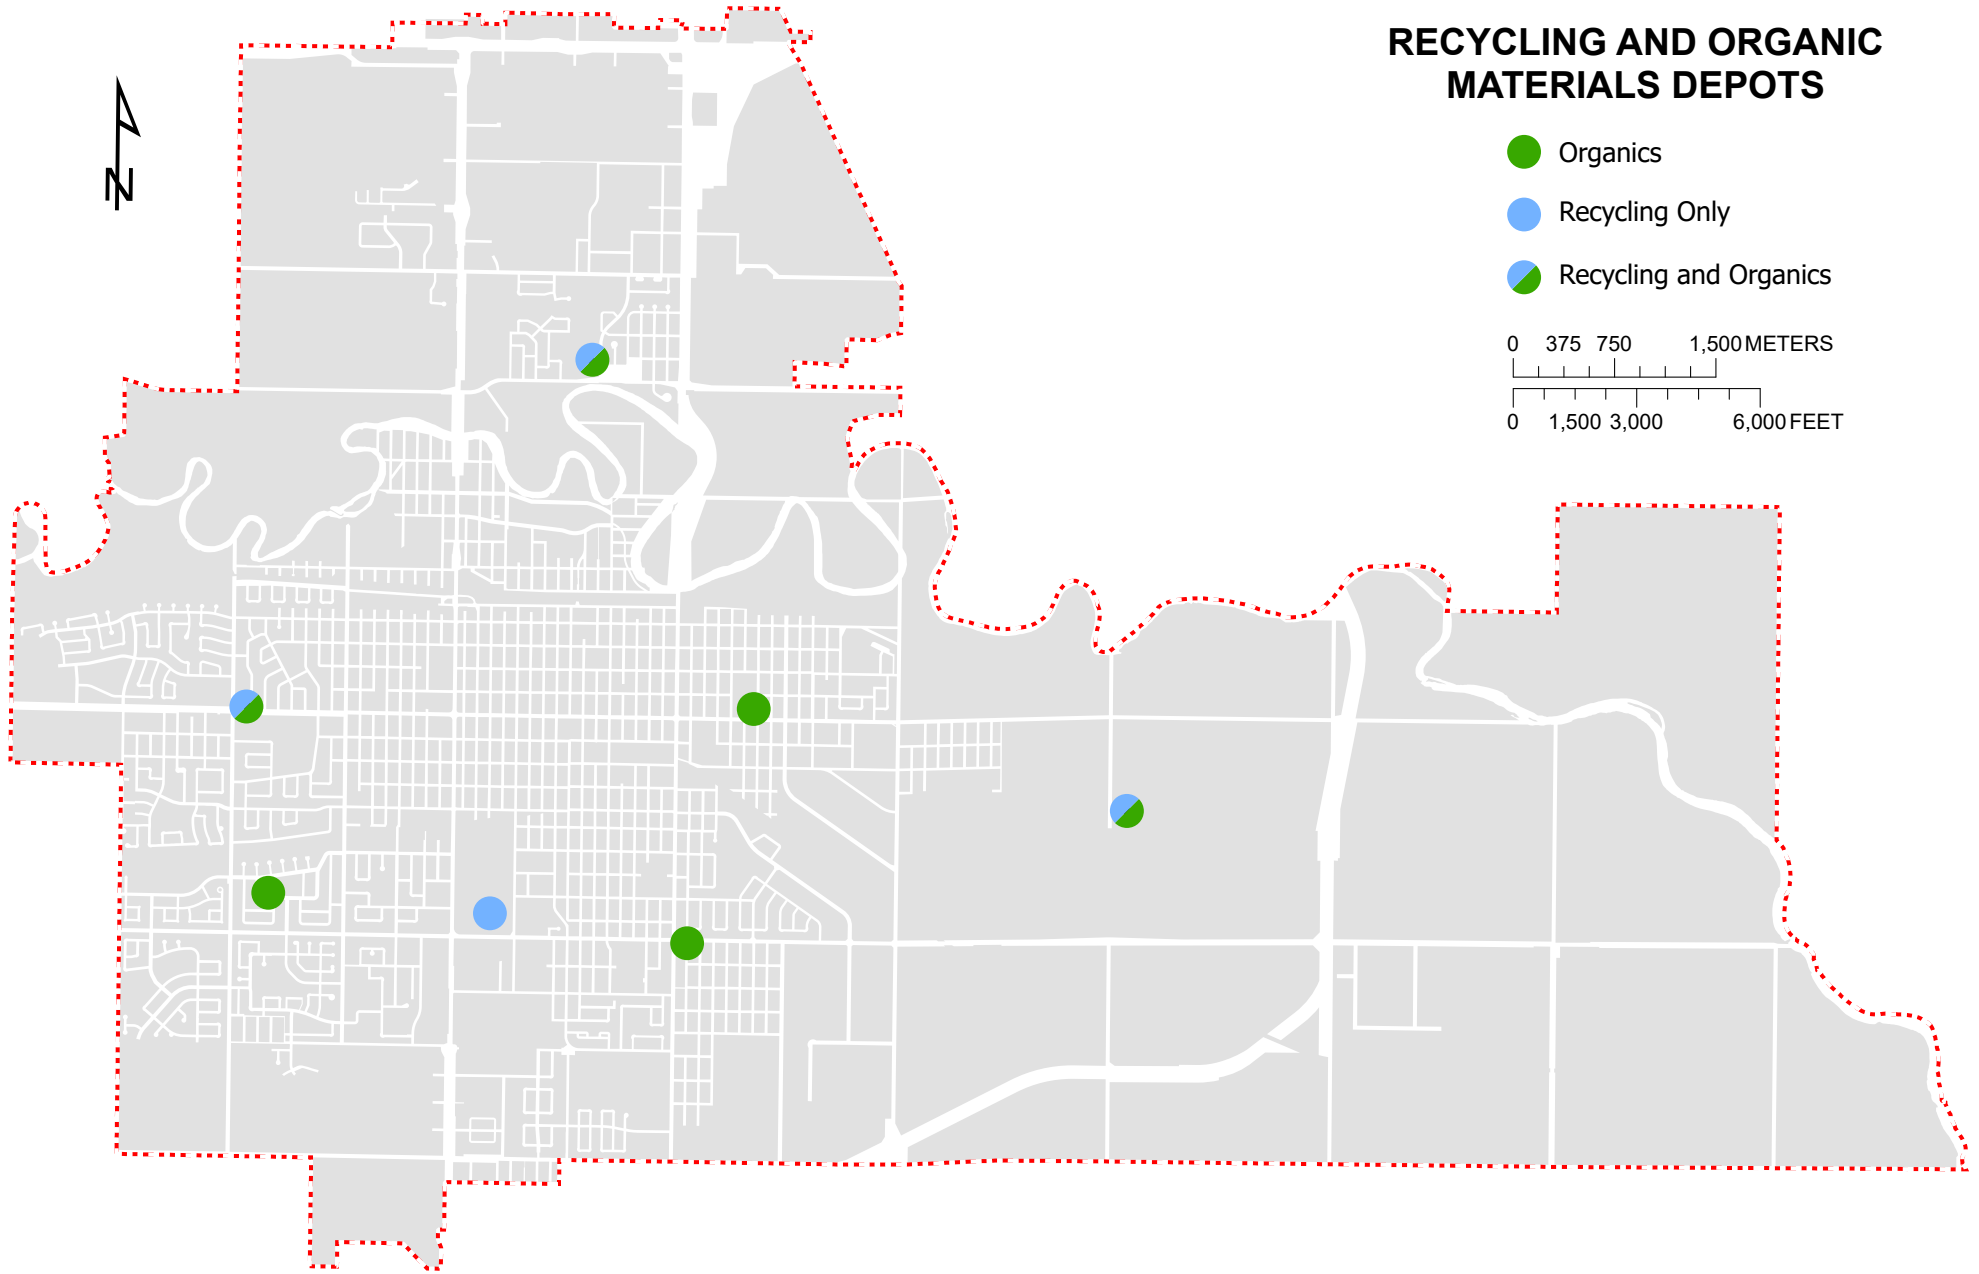 RECYCLING AND ORGANIC
MATERIALS DEPOTS
N
Organics
Recycling Only
Recycling and Organics
0 375 750 1,500 METERS
0 1,500 3,000 6,000 FEET